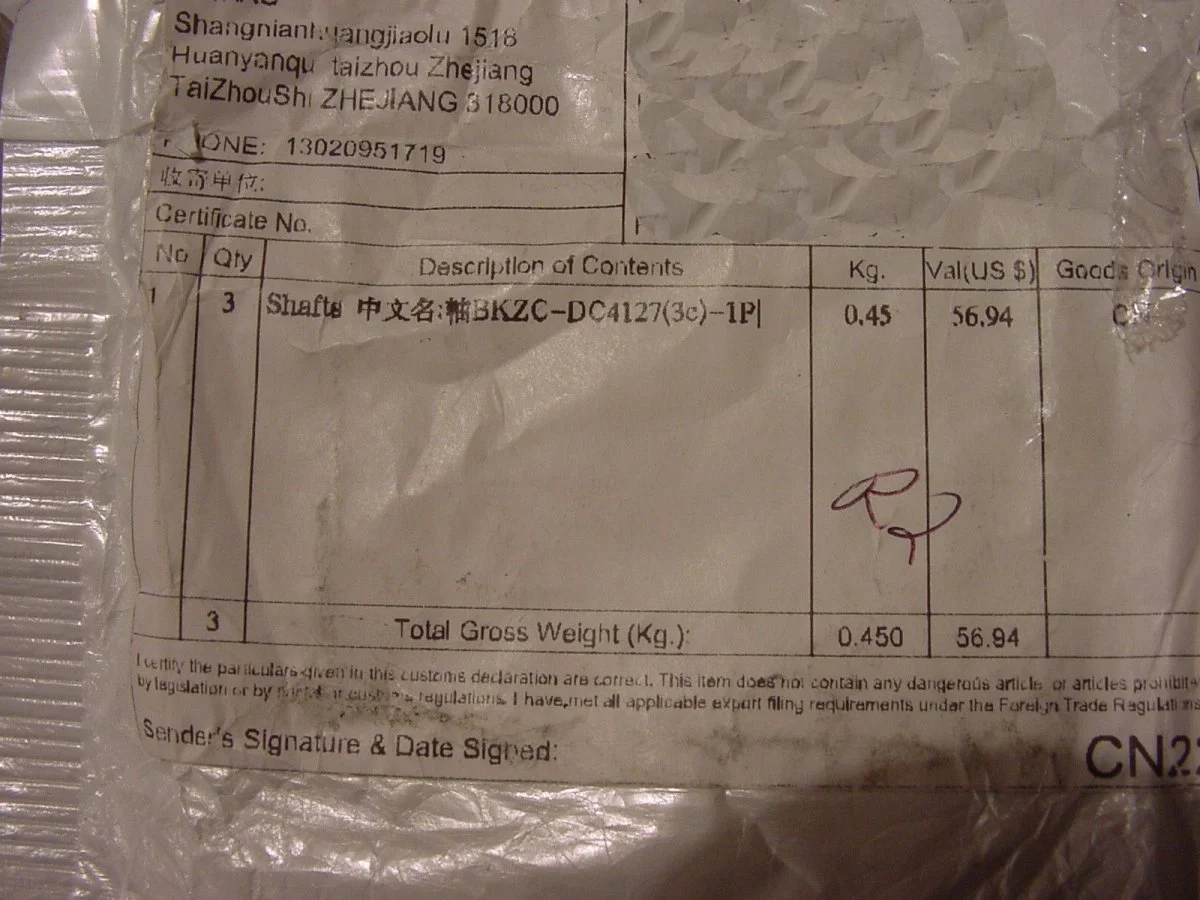 Shangnianhuangjiaolu 1518
Huanyanqu taizhou Zhejiang
TaiZhouShi ZHEJIANG 318000
PHONE: 13020951719
收寄单位:
Certificate No.
No Qty Description of Contents Kg. Val(US $) Goods Origin
1 3 Shafts 中文名:軸BKZC-DC4127(3c)-1P| 0.45 56.94 CN
3 Total Gross Weight (Kg.): 0.450 56.94
I certify the particulars given in this customs declaration are correct. This item does not contain any dangerous article or articles prohibite
by legislation or by postal or customs regulations. I have met all applicable export filing requirements under the Foreign Trade Regulations
Sender's Signature & Date Signed: CN22